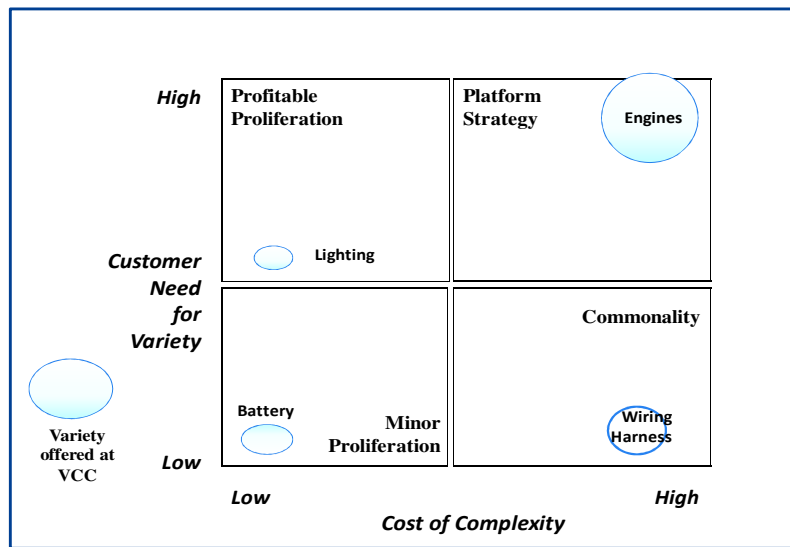 High
Profitable
Proliferation
Platform
Strategy
Engines
Lighting
Customer
Need
for
Variety
Commonality
Battery
Minor
Proliferation
Wiring
Harness
Variety
offered at
VCC
Low
Low
High
Cost of Complexity